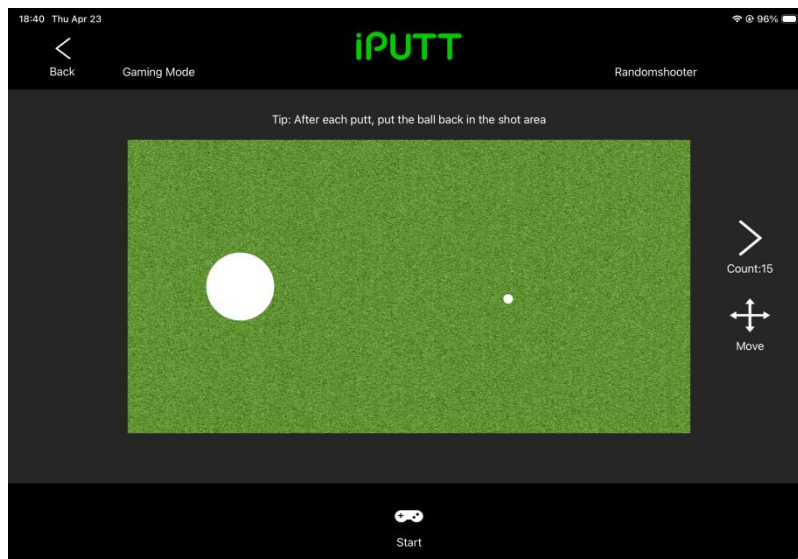 18:40 Thu Apr 23
96%
iPUTT
Back
Gaming Mode
Randomshooter
Tip: After each putt, put the ball back in the shot area
Count:15
Move
Start